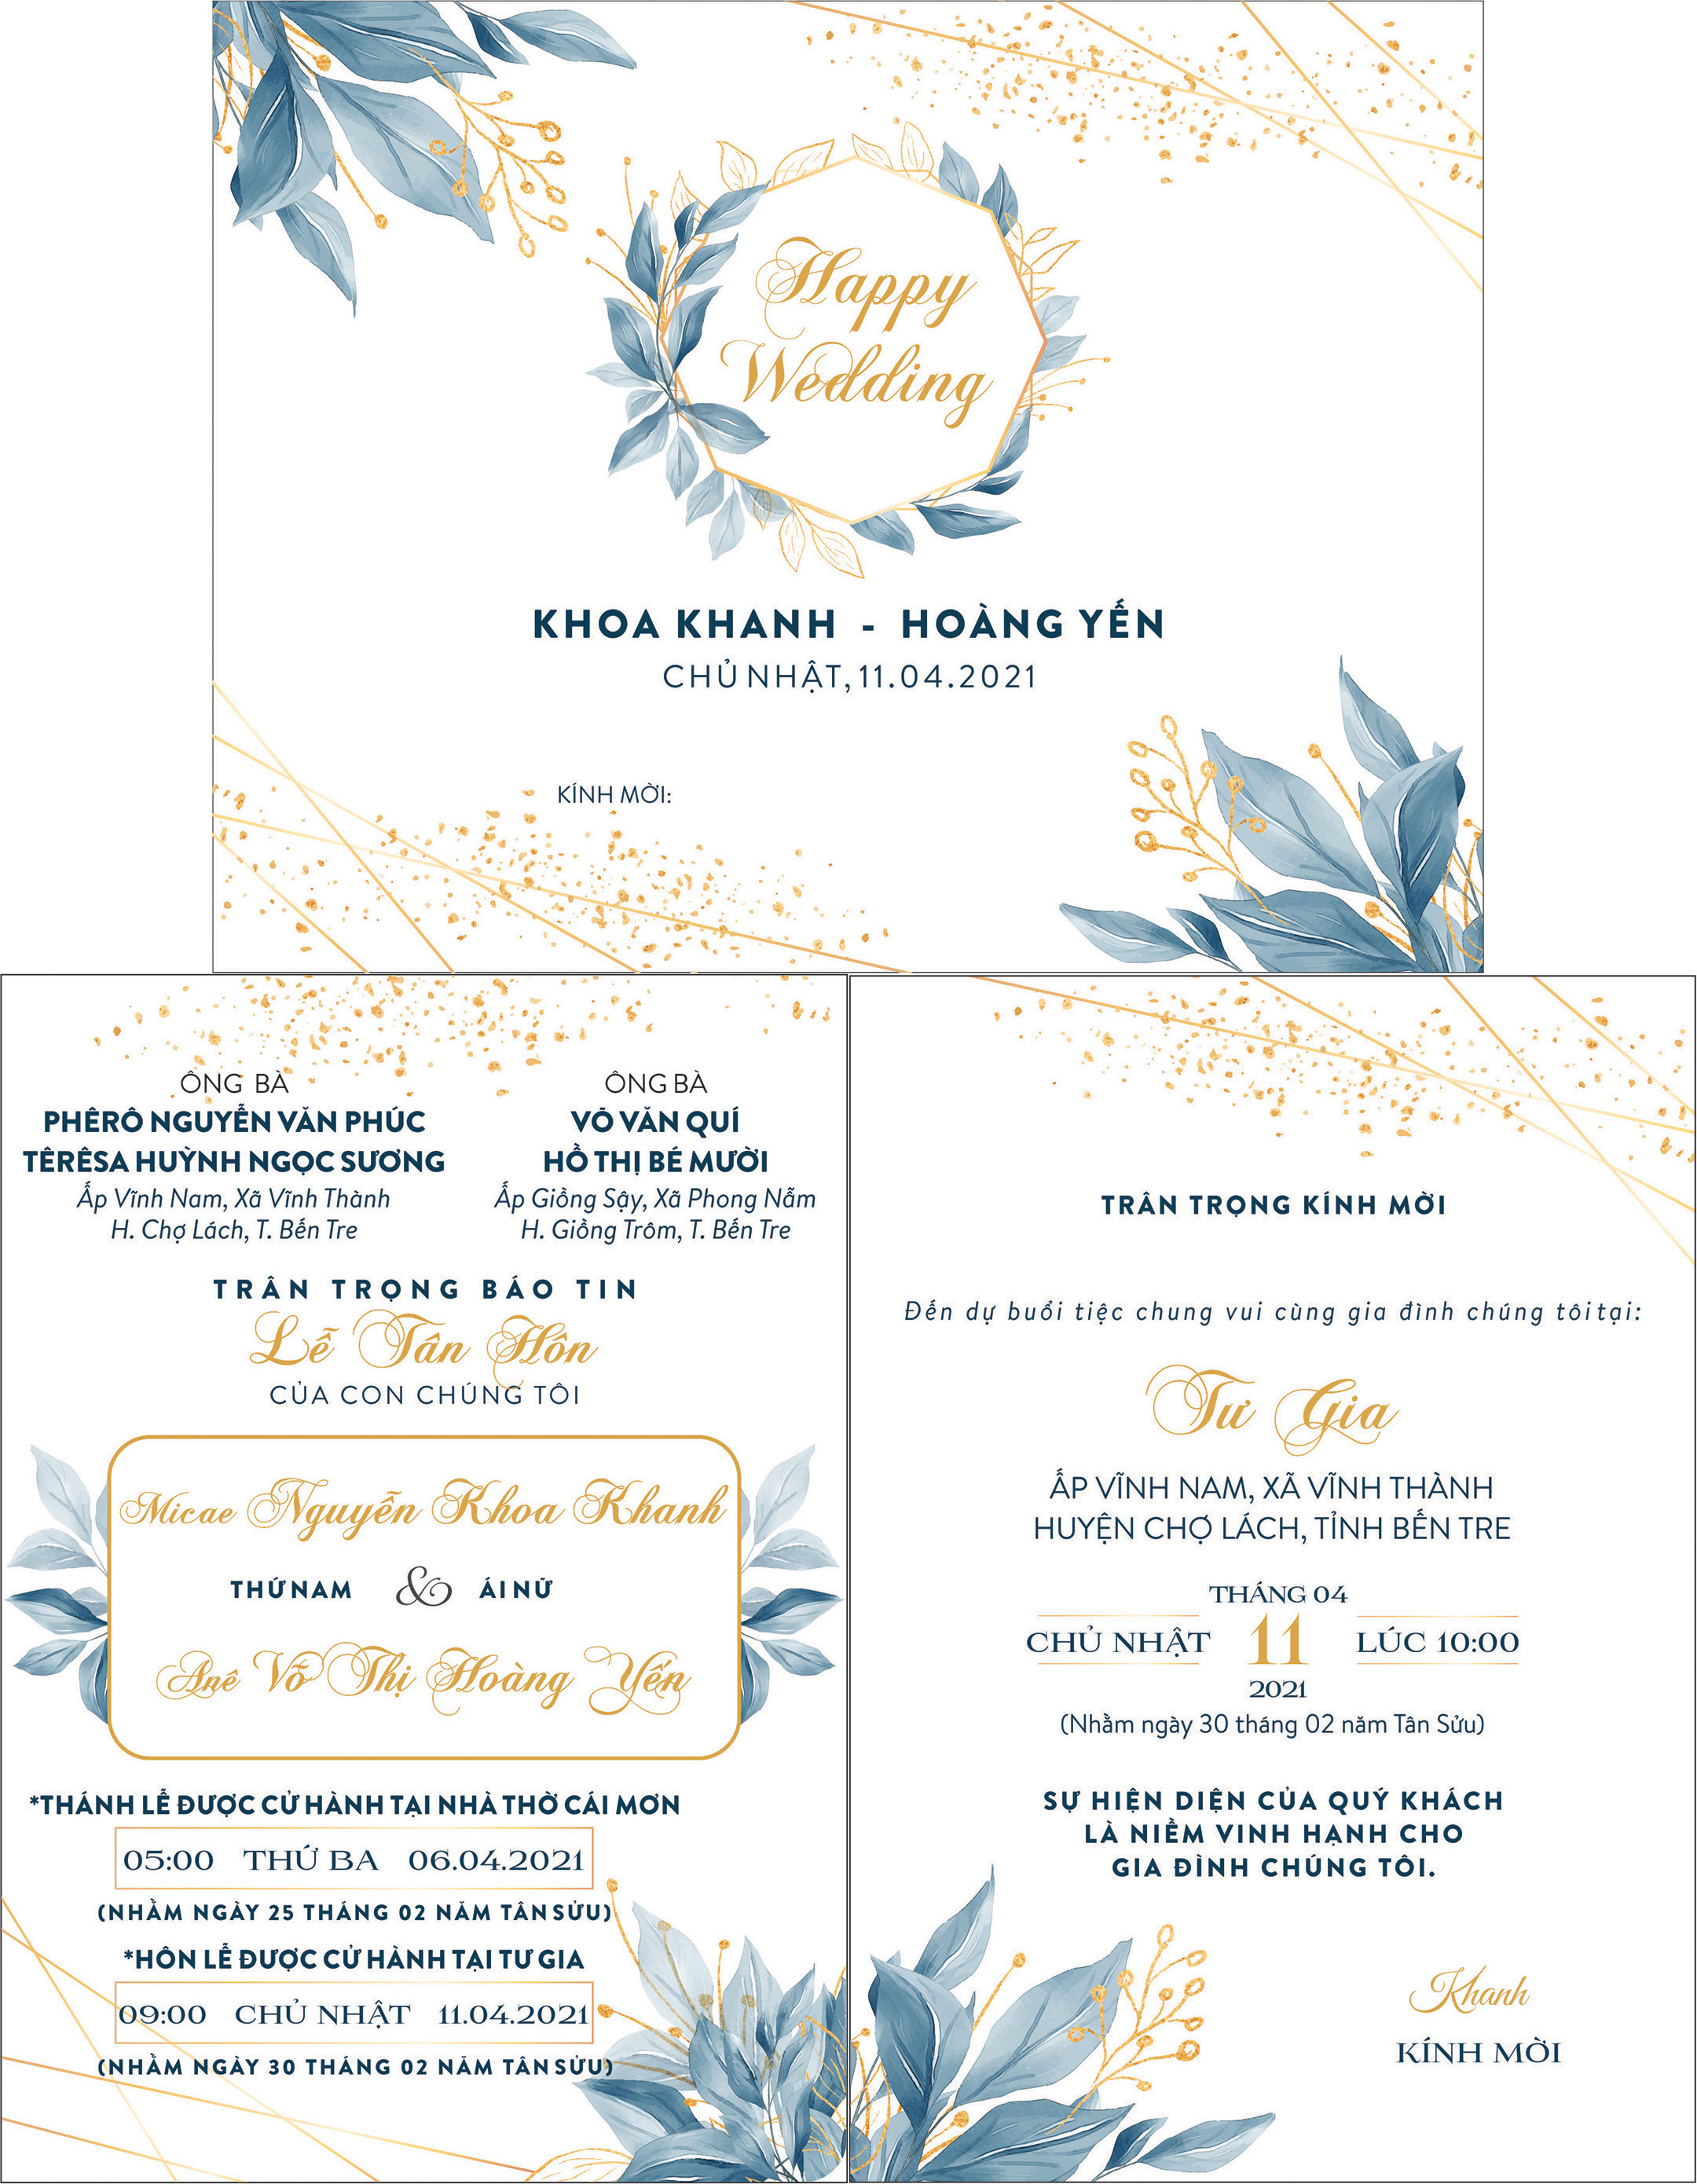 Happy
Wedding
KHOA KHANH - HOÀNG YẾN
CHỦ NHẬT, 11.04.2021
KÍNH MỜI:
ÔNG BÀ
PHÊRÔ NGUYỄN VĂN PHÚC
TÊRÊSA HUỲNH NGỌC SƯƠNG
Ấp Vĩnh Nam, Xã Vĩnh Thành
H. Chợ Lách, T. Bến Tre
ÔNG BÀ
VÕ VĂN QUÍ
HỒ THỊ BÉ MƯỜI
Ấp Giồng Sậy, Xã Phong Nẫm
H. Giồng Trôm, T. Bến Tre
TRÂN TRỌNG BÁO TIN
Lễ Tân Hôn
CỦA CON CHÚNG TÔI
Micae Nguyễn Khoa Khanh
THỨ NAM & ÁI NỮ
Anê Võ Thị Hoàng Yến
*THÁNH LỄ ĐƯỢC CỬ HÀNH TẠI NHÀ THỜ CÁI MƠN
05:00 THỨ BA 06.04.2021
(NHẰM NGÀY 25 THÁNG 02 NĂM TÂN SỬU)
*HÔN LỄ ĐƯỢC CỬ HÀNH TẠI TƯ GIA
09:00 CHỦ NHẬT 11.04.2021
(NHẰM NGÀY 30 THÁNG 02 NĂM TÂN SỬU)
TRÂN TRỌNG KÍNH MỜI
Đến dự buổi tiệc chung vui cùng gia đình chúng tôi tại:
Tư Gia
ẤP VĨNH NAM, XÃ VĨNH THÀNH
HUYỆN CHỢ LÁCH, TỈNH BẾN TRE
THÁNG 04
CHỦ NHẬT 11 LÚC 10:00
2021
(Nhằm ngày 30 tháng 02 năm Tân Sửu)
SỰ HIỆN DIỆN CỦA QUÝ KHÁCH
LÀ NIỀM VINH HẠNH CHO
GIA ĐÌNH CHÚNG TÔI.
Khanh
KÍNH MỜI